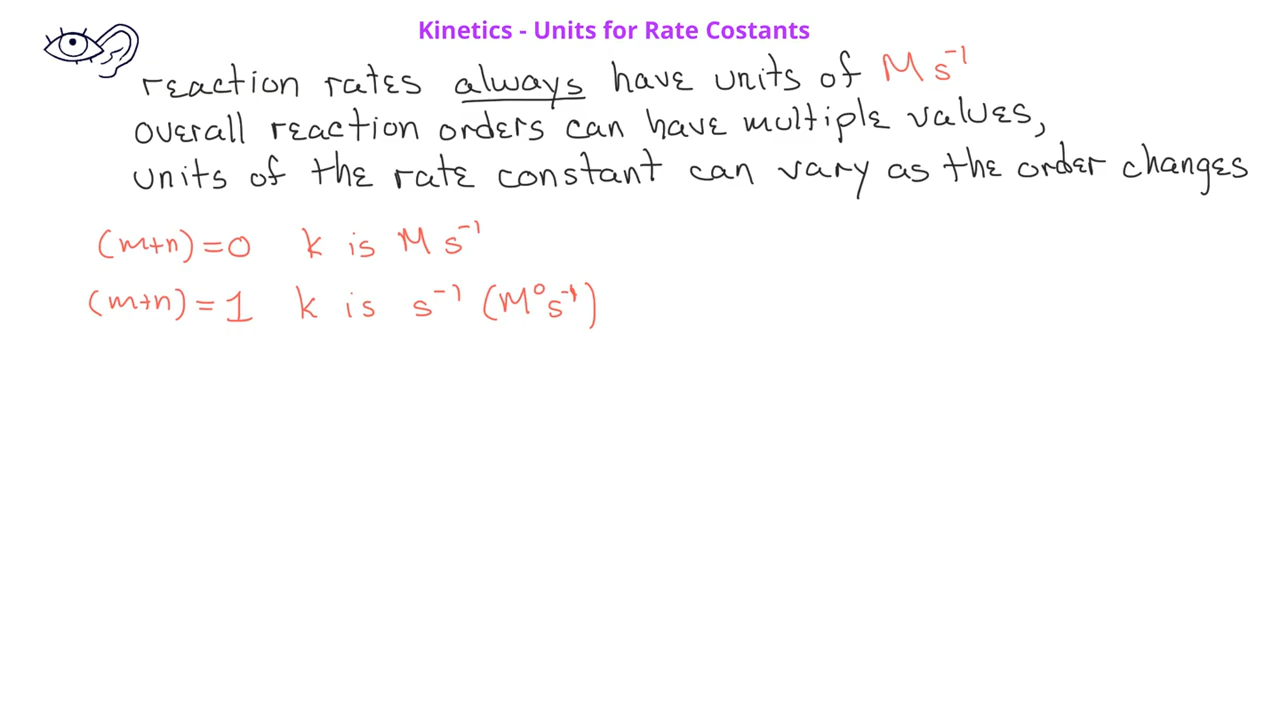 Kinetics - Units for Rate Costants
reaction rates always have units of M s⁻¹
overall reaction orders can have multiple values,
units of the rate constant can vary as the order changes
(m+n) = 0 k is M s⁻¹
(m+n) = 1 k is s⁻¹ (M⁰s⁻¹)